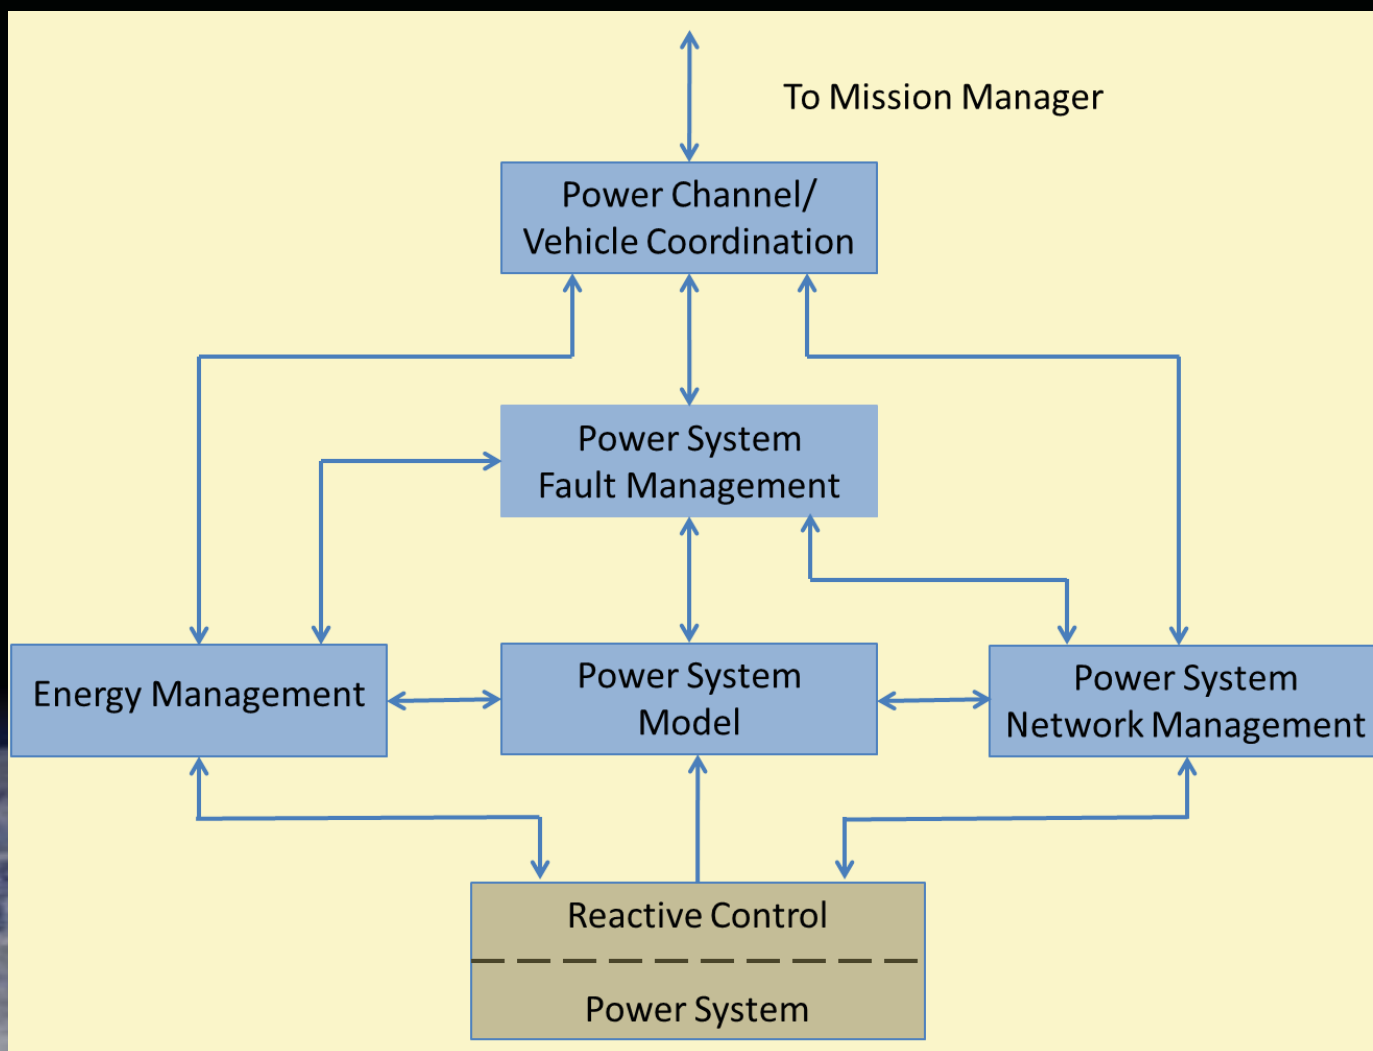 To Mission Manager
Power Channel/
Vehicle Coordination
Power System
Fault Management
Energy Management
Power System
Model
Power System
Network Management
Reactive Control
Power System